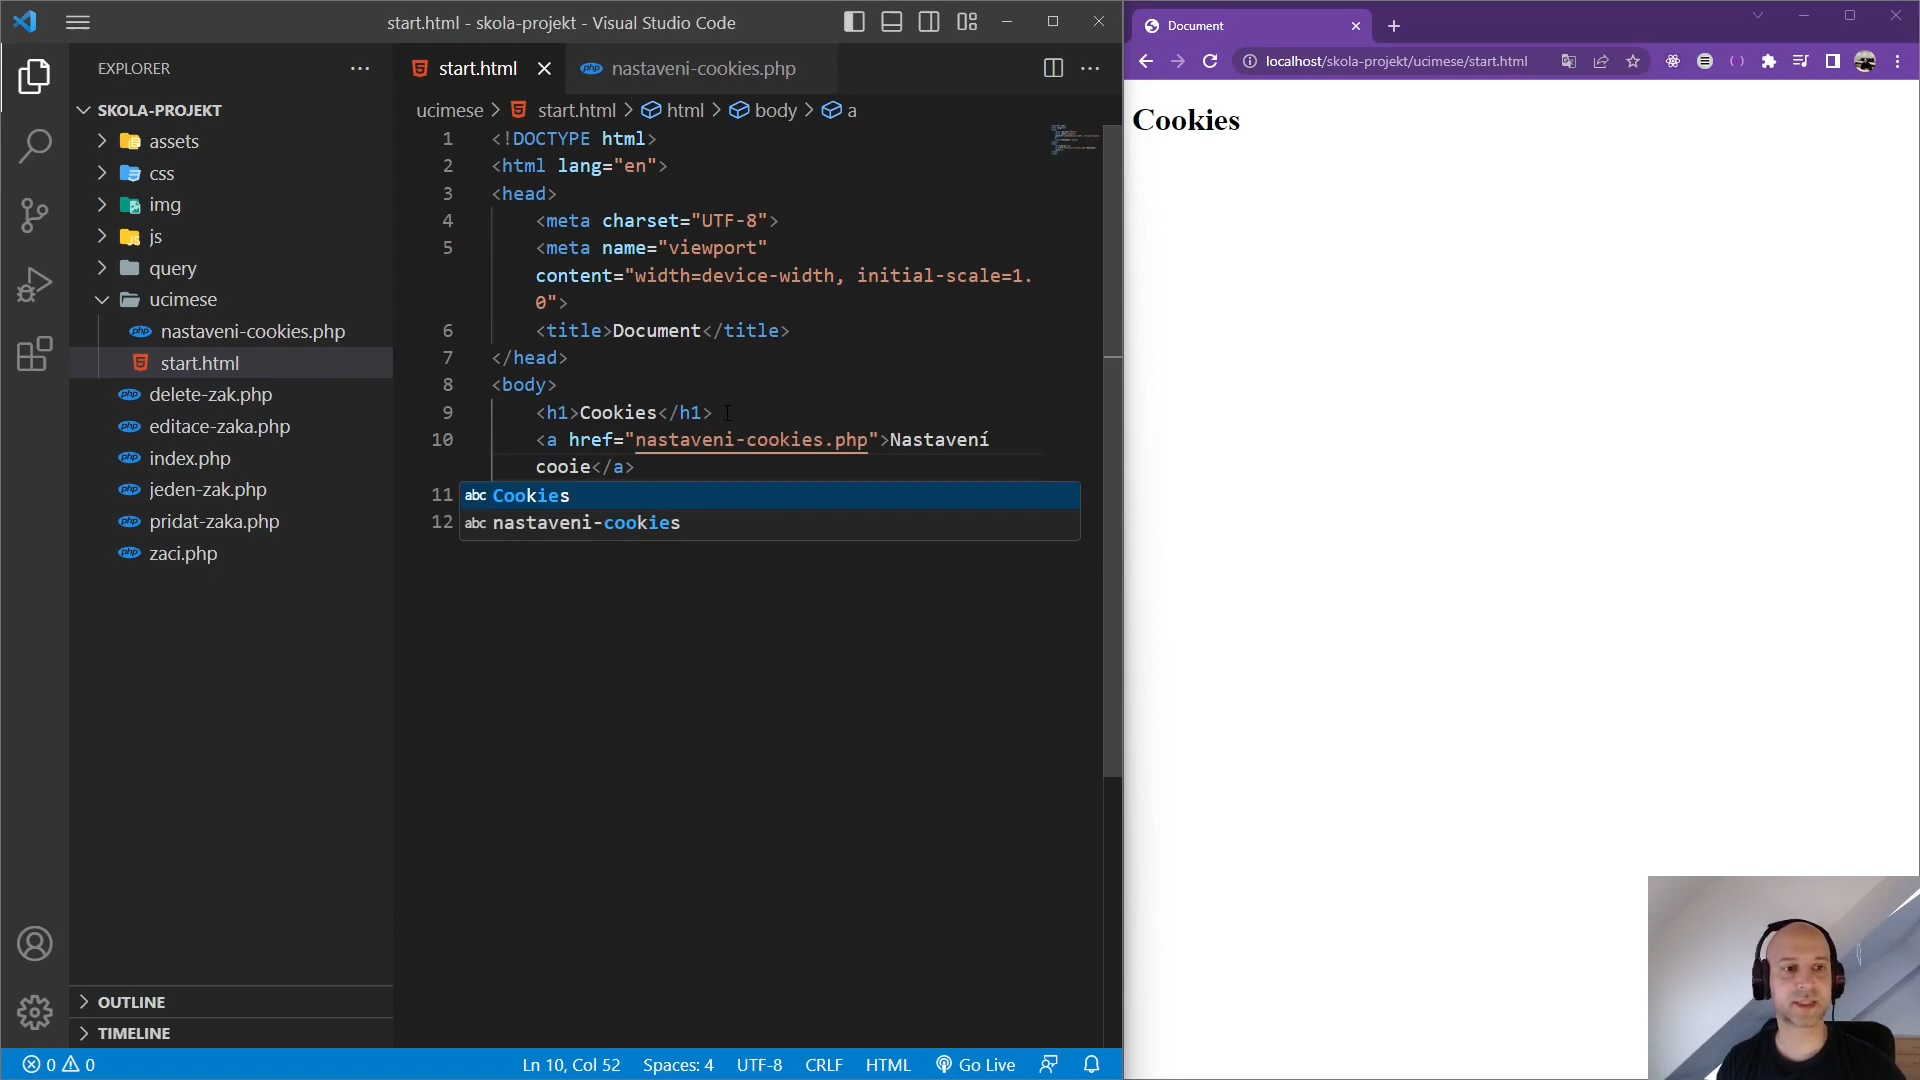 start.html - skola-projekt - Visual Studio Code
EXPLORER
SKOLA-PROJEKT
assets
css
img
js
query
ucimese
nastaveni-cookies.php
start.html
delete-zak.php
editace-zaka.php
index.php
jeden-zak.php
pridat-zaka.php
zaci.php
OUTLINE
TIMELINE
start.html
php nastaveni-cookies.php
ucimese > start.html > html > body > a
1 <!DOCTYPE html>
2 <html lang="en">
3 <head>
4 <meta charset="UTF-8">
5 <meta name="viewport"
content="width=device-width, initial-scale=1.
0">
6 <title>Document</title>
7 </head>
8 <body>
9 <h1>Cookies</h1>
10 <a href="nastaveni-cookies.php">Nastavení
cooie</a>
11 abc Cookies
12 abc nastaveni-cookies
0 0
Ln 10, Col 52
Spaces: 4
UTF-8
CRLF
HTML
Go Live
Document
localhost/skola-projekt/ucimese/start.html
Cookies